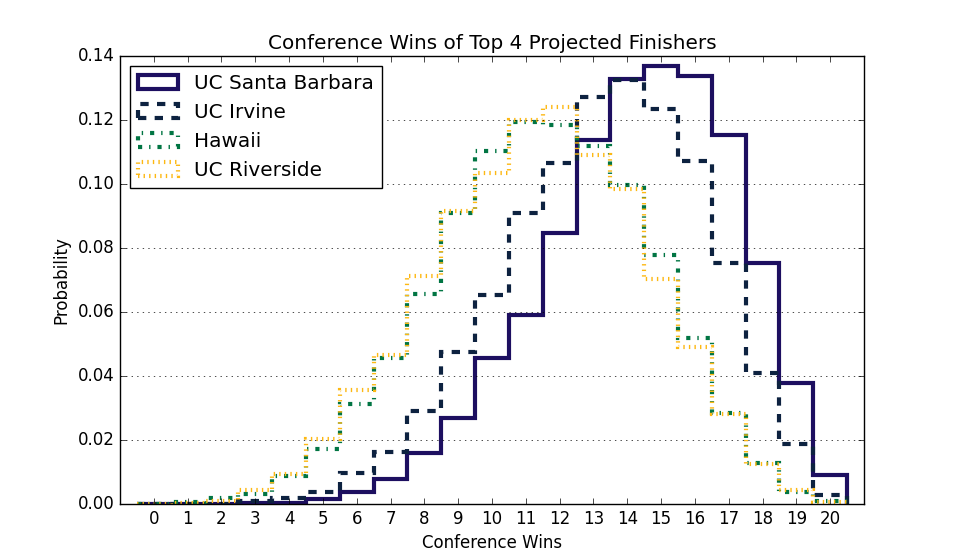 Conference Wins of Top 4 Projected Finishers
UC Santa Barbara
UC Irvine
Hawaii
UC Riverside
Probability
0.14
0.12
0.10
0.08
0.06
0.04
0.02
0.00
0 1 2 3 4 5 6 7 8 9 10 11 12 13 14 15 16 17 18 19 20
Conference Wins